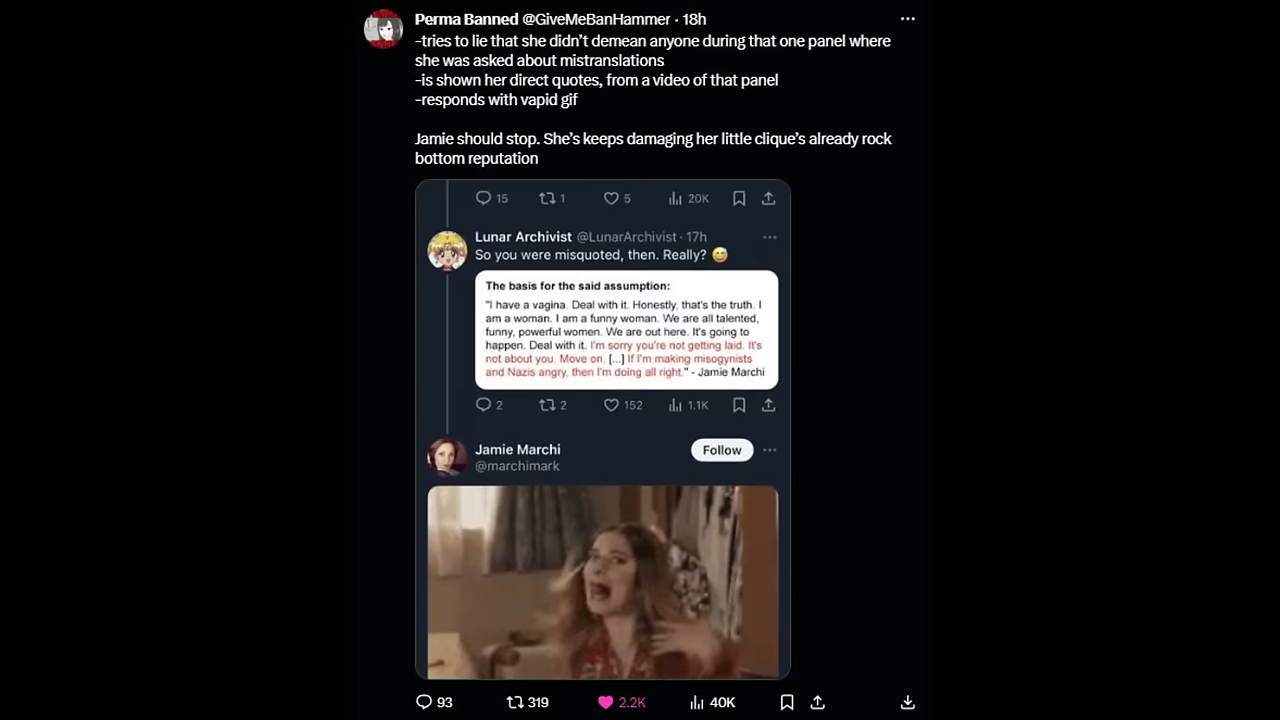 Perma Banned @GiveMeBanHammer · 18h
-tries to lie that she didn’t demean anyone during that one panel where
she was asked about mistranslations
-is shown her direct quotes, from a video of that panel
-responds with vapid gif
Jamie should stop. She’s keeps damaging her little clique’s already rock
bottom reputation
15 1 5 20K
Lunar Archivist @LunarArchivist · 17h
So you were misquoted, then. Really? 😅
The basis for the said assumption:
"I have a vagina. Deal with it. Honestly, that's the truth. I
am a woman. I am a funny woman. We are all talented,
funny, powerful women. We are out here. It's going to
happen. Deal with it. I'm sorry you're not getting laid. It's
not about you. Move on. [...] If I'm making misogynists
and Nazis angry, then I'm doing all right." - Jamie Marchi
2 2 152 1.1K
Jamie Marchi
Follow
@marchimark
93 319 2.2K 40K